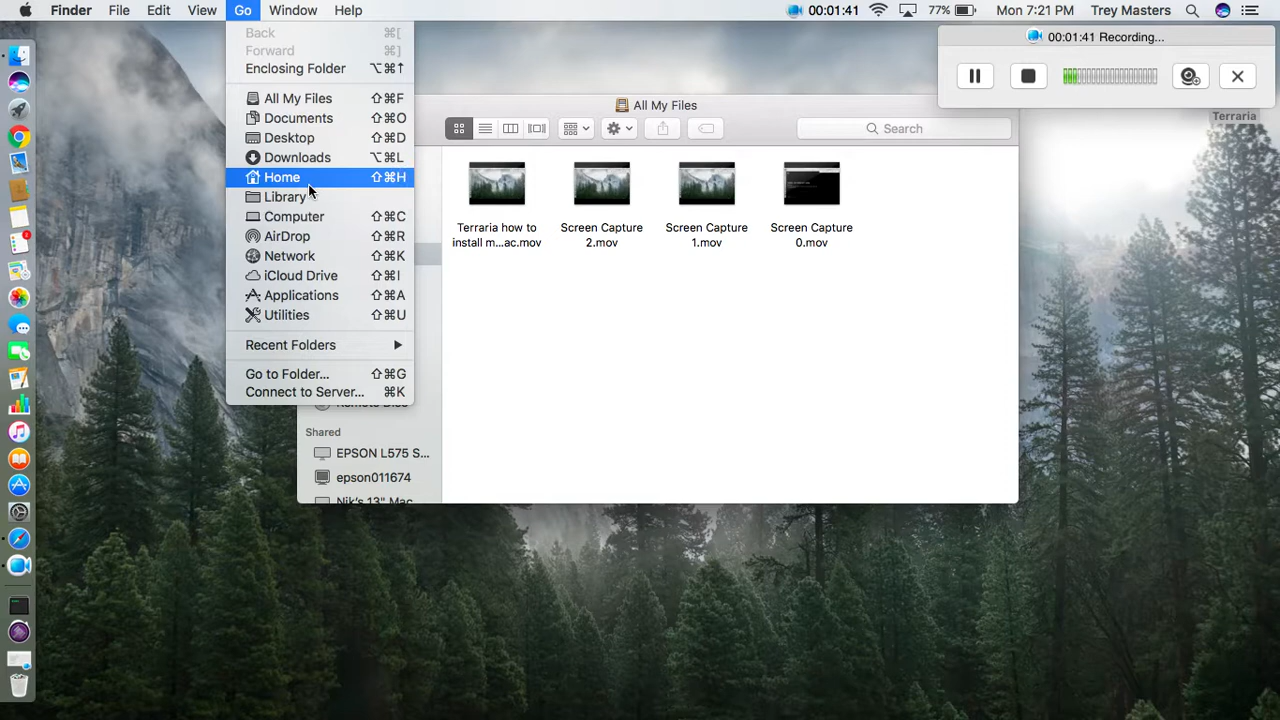 Finder File Edit View Go Window Help 00:01:41 77% Mon 7:21 PM Trey Masters
00:01:41 Recording...
Back ⌘[
Forward ⌘]
Enclosing Folder ⌥⌘↑
All My Files ⇧⌘F
Documents ⇧⌘O
Desktop ⇧⌘D
Downloads ⌥⌘L
Home ⇧⌘H
Library
Computer ⇧⌘C
AirDrop ⇧⌘R
Network ⇧⌘K
iCloud Drive ⇧⌘I
Applications ⇧⌘A
Utilities ⇧⌘U
Recent Folders
Go to Folder... ⇧⌘G
Connect to Server... ⌘K
All My Files
Search
Terraria how to
install m...ac.mov
Screen Capture
2.mov
Screen Capture
1.mov
Screen Capture
0.mov
Shared
EPSON L575 S...
epson011674
Nik's 13" Mac
Terraria